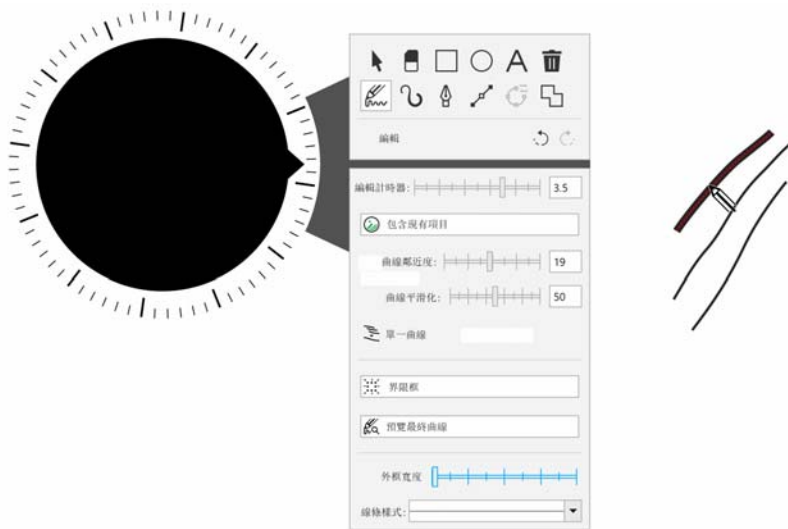 A
編輯
編輯計時器: 3.5
包含現有項目
曲線鄰近度: 19
曲線平滑化: 50
單一曲線
界限框
預覽最終曲線
外框寬度
線條樣式: